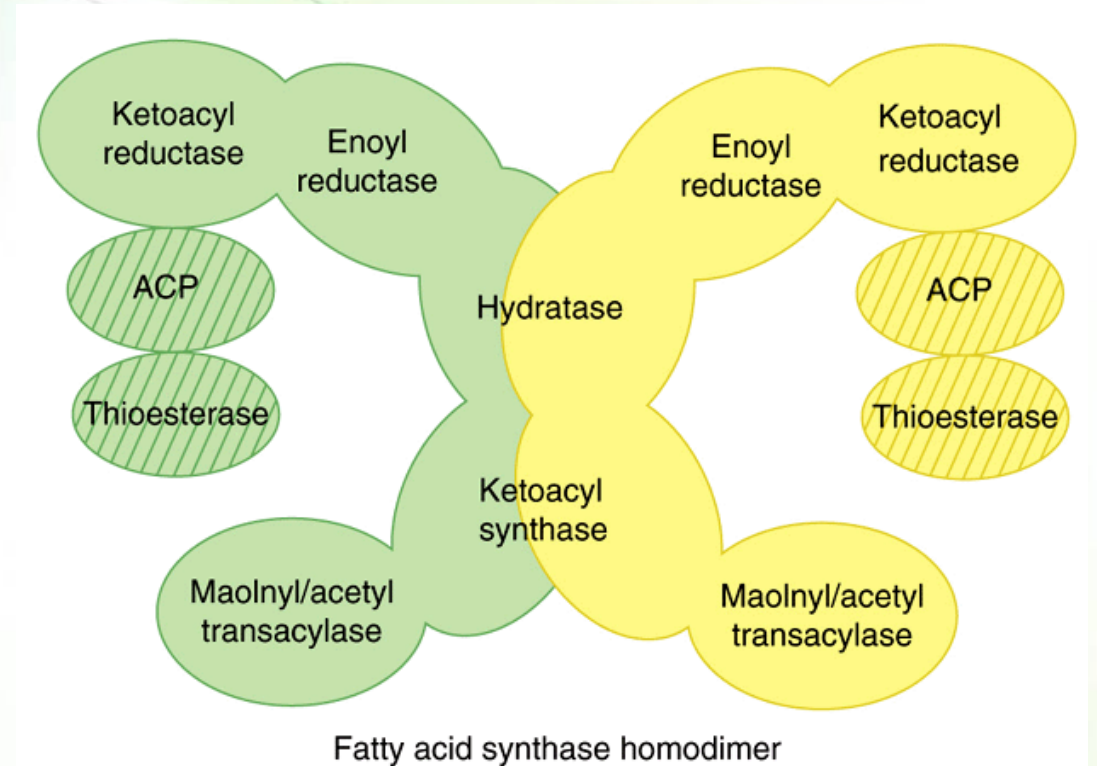 Ketoacyl
reductase
Enoyl
reductase
Enoyl
reductase
Ketoacyl
reductase
ACP
ACP
Hydratase
Thioesterase
Thioesterase
Ketoacyl
synthase
Maolnyl/acetyl
transacylase
Maolnyl/acetyl
transacylase
Fatty acid synthase homodimer